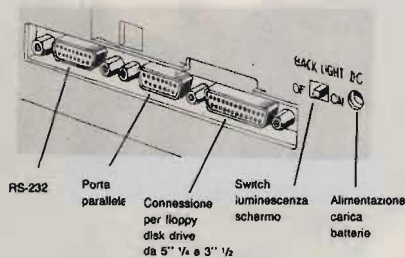 BACK LIGHT DC
OF ON
RS-232
Porta
parallela
Connessione
per floppy
disk drive
da 5" 1/4 e 3" 1/2
Switch
luminescenza
schermo
Alimentazione
carica
batterie